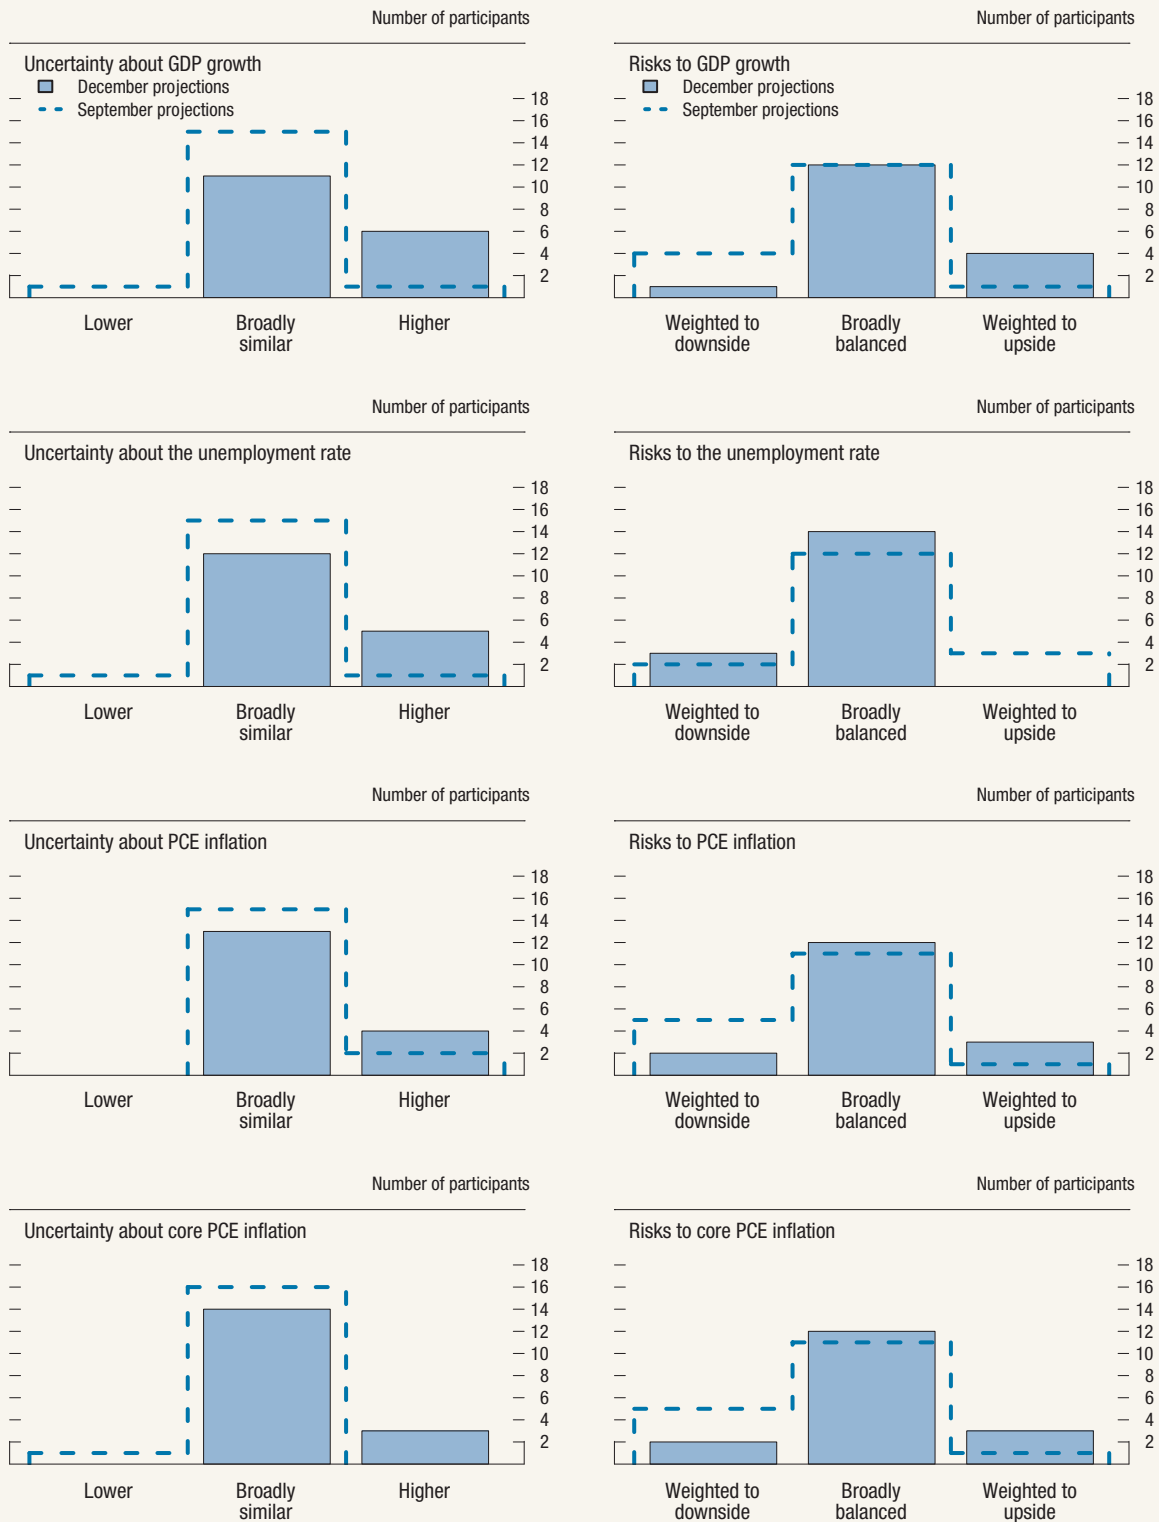 Number of participants
Uncertainty about GDP growth
December projections
September projections
18
16
14
12
10
8
6
4
2
Lower
Broadly
similar
Higher
Number of participants
Risks to GDP growth
December projections
September projections
18
16
14
12
10
8
6
4
2
Weighted to
downside
Broadly
balanced
Weighted to
upside
Number of participants
Uncertainty about the unemployment rate
18
16
14
12
10
8
6
4
2
Lower
Broadly
similar
Higher
Number of participants
Risks to the unemployment rate
18
16
14
12
10
8
6
4
2
Weighted to
downside
Broadly
balanced
Weighted to
upside
Number of participants
Uncertainty about PCE inflation
18
16
14
12
10
8
6
4
2
Lower
Broadly
similar
Higher
Number of participants
Risks to PCE inflation
18
16
14
12
10
8
6
4
2
Weighted to
downside
Broadly
balanced
Weighted to
upside
Number of participants
Uncertainty about core PCE inflation
18
16
14
12
10
8
6
4
2
Lower
Broadly
similar
Higher
Number of participants
Risks to core PCE inflation
18
16
14
12
10
8
6
4
2
Weighted to
downside
Broadly
balanced
Weighted to
upside